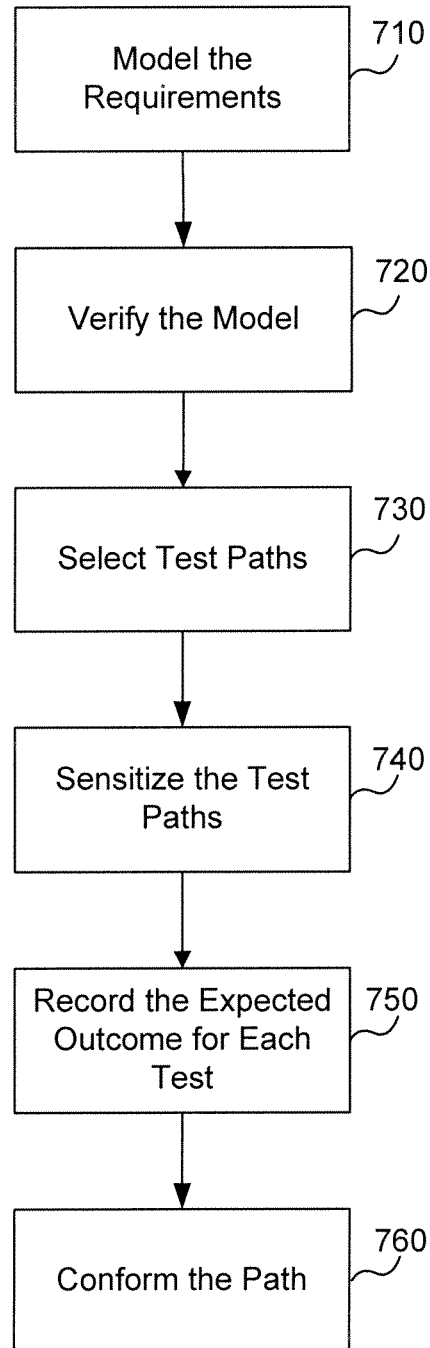 710
Model the
Requirements
720
Verify the Model
730
Select Test Paths
740
Sensitize the Test
Paths
750
Record the Expected
Outcome for Each
Test
760
Conform the Path